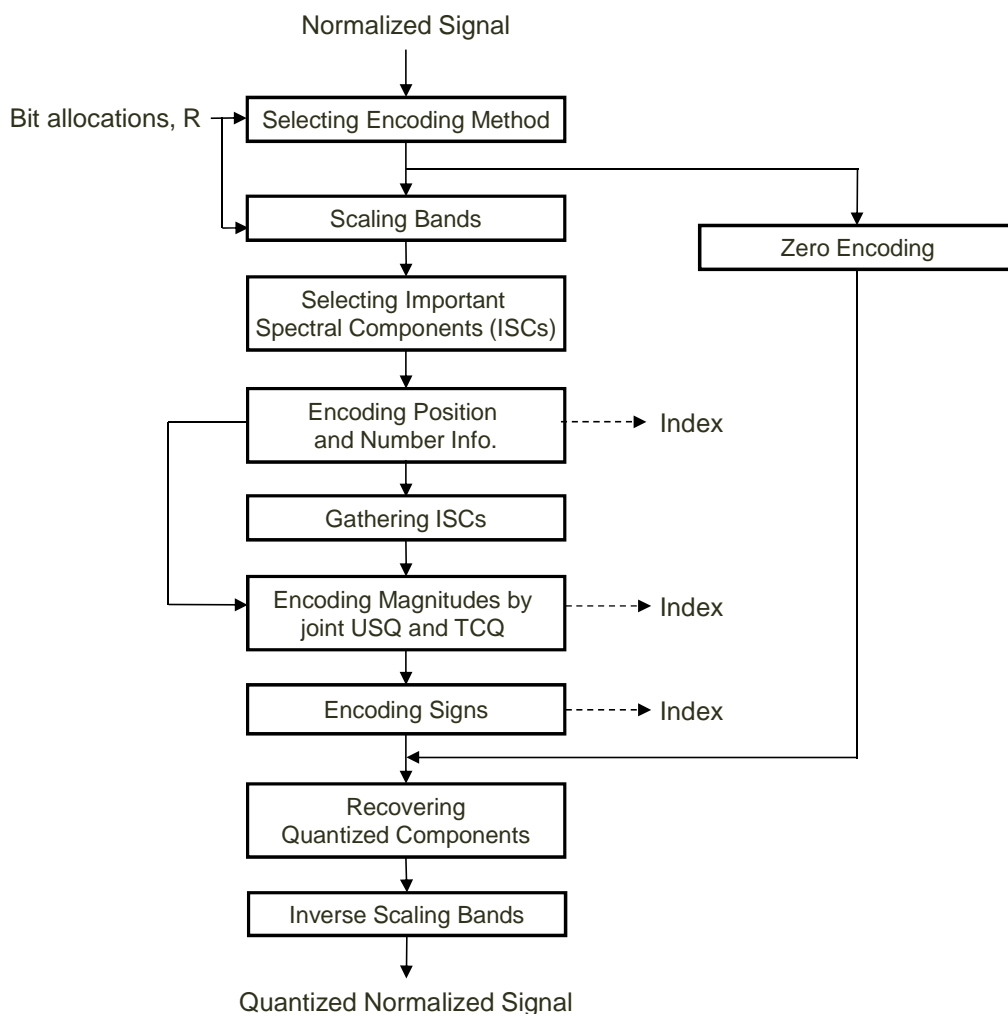 Normalized Signal
Bit allocations, R
Selecting Encoding Method
Scaling Bands
Zero Encoding
Selecting Important
Spectral Components (ISCs)
Encoding Position
and Number Info.
Index
Gathering ISCs
Encoding Magnitudes by
joint USQ and TCQ
Index
Encoding Signs
Index
Recovering
Quantized Components
Inverse Scaling Bands
Quantized Normalized Signal